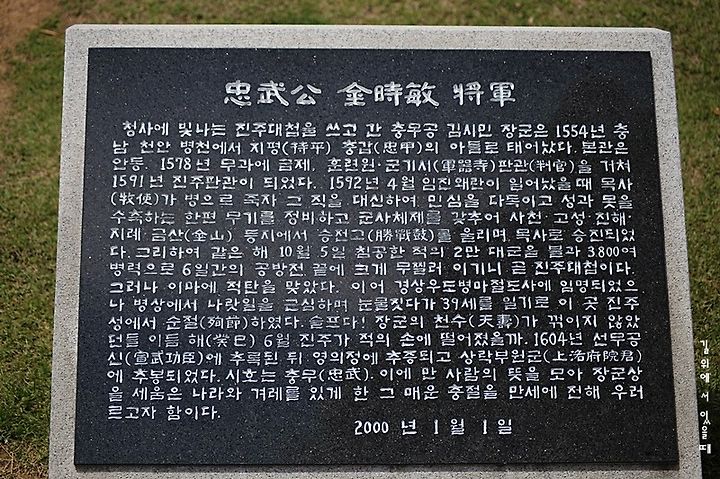 忠武公 金時敏 將軍
청사에 빛나는 진주대첩을 쓰고 간 충무공 김시민 장군은 1554년 충
남 천안 병천에서 지평(持平) 충갑(忠甲)의 아들로 태어났다. 본관은
안동. 1578년 무과에 급제, 훈련원·군기시(軍器寺)판관(判官)을 거쳐
1591년 진주판관이 되었다. 1592년 4월 임진왜란이 일어났을때 목사
(牧使)가 병으로 죽자 그 직을 대신하여, 민심을 다독이고 성과 못을
수축하는 한편 무기를 정비하고 군사체제를 갖추어 사천·고성·진해·
지례·금산(金山) 등지에서 승전고(勝戰鼓)를 울리며 목사로 승진되었
다. 그리하여 같은 해 10월 5일 침공한 적의 2만 대군을 불과 3,800여
병력으로 6일간의 공방전 끝에 크게 무찔러 이기니 곧 진주대첩이다.
그러나 이마에 적탄을 맞았다. 이어 경상우도병마절도사에 임명되었으
나 병상에서 나랏일을 근심하며 눈물짓다가 39세를 일기로 이 곳 진주
성에서 순절(殉節)하였다. 슬프다! 장군의 천수(天壽)가 꺾이지 않았
던들 이듬 해(癸巳) 6월 진주가 적의 손에 떨어졌을까. 1604년 선무공
신(宣武功臣)에 추록된 뒤 영의정에 추증되고 상락부원군(上洛府院君)
에 추봉되었다. 시호는 충무(忠武). 이에 만 사람의 뜻을 모아 장군상
을 세움은 나라와 겨레를 있게 한 그 매운 충절을 만세에 전해 우러
르고자 함이다.
2000 년 1 월 1 일
길위에서 있을때